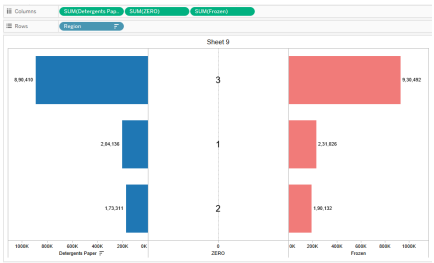 Columns SUM(Detergents Pap.. SUM(ZERO) SUM(Frozen)
Rows Region
Sheet 9
8,90,410 3 9,30,492
2,04,136 1 2,31,026
1,73,311 2 1,90,132
1000K 800K 600K 400K 200K 0K 0 0K 200K 400K 600K 800K 1000K
Detergents Paper ZERO Frozen